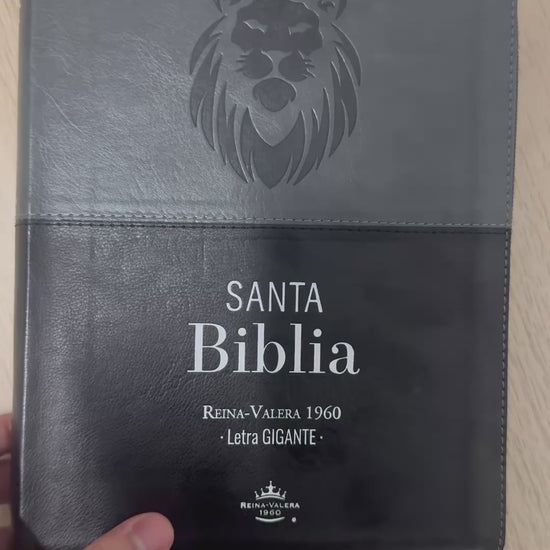 SANTA
Biblia
REINA-VALERA 1960
· Letra GIGANTE ·
REINA-VALERA
1960